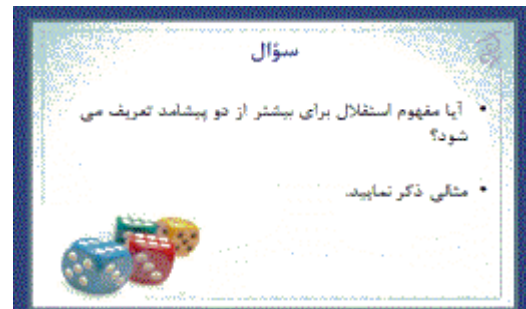 سؤال
• آیا مفهوم استقلال برای بیشتر از دو پیشامد تعریف می
شود؟
• مثالی ذکر نمایید.